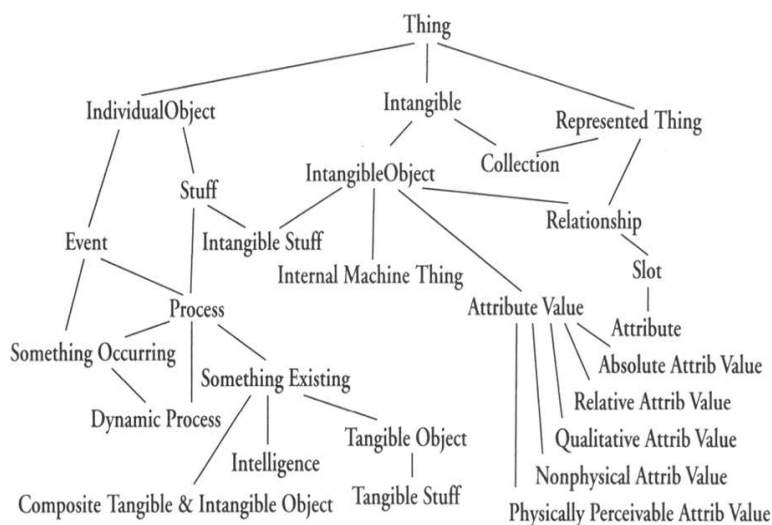 Thing
IndividualObject
Intangible
Represented Thing
Collection
IntangibleObject
Stuff
Relationship
Event
Intangible Stuff
Internal Machine Thing
Slot
Process
Attribute Value
Attribute
Something Occurring
Absolute Attrib Value
Something Existing
Relative Attrib Value
Dynamic Process
Tangible Object
Qualitative Attrib Value
Intelligence
Nonphysical Attrib Value
Composite Tangible & Intangible Object
Tangible Stuff
Physically Perceivable Attrib Value